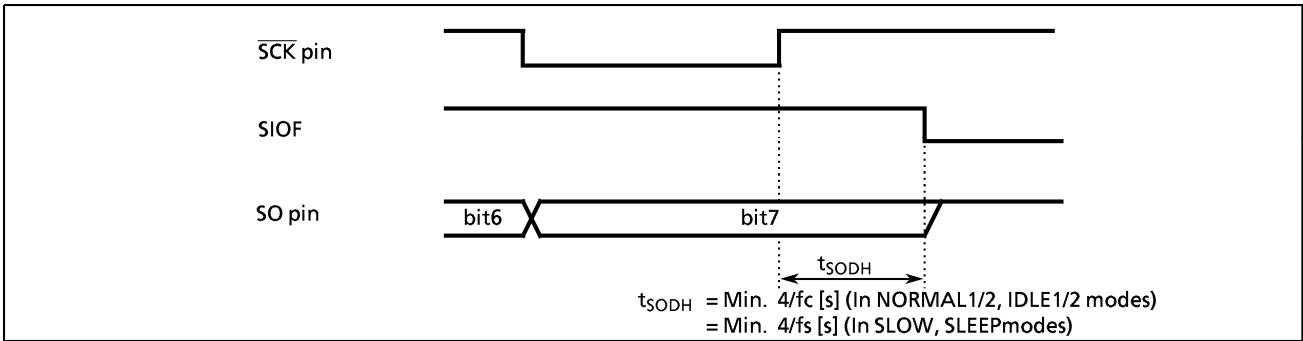 SCK pin
SIOF
SO pin
bit6 bit7
tSODH
tSODH = Min. 4/fc [s] (In NORMAL1/2, IDLE1/2 modes)
= Min. 4/fs [s] (In SLOW, SLEEPmodes)